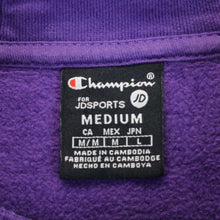 Champion
FOR
JDSPORTS JD
MEDIUM
CA MEX JPN
M/M M L
MADE IN CAMBODIA
FABRIQUÉ AU CAMBODGE
HECHO EN CAMBOYA